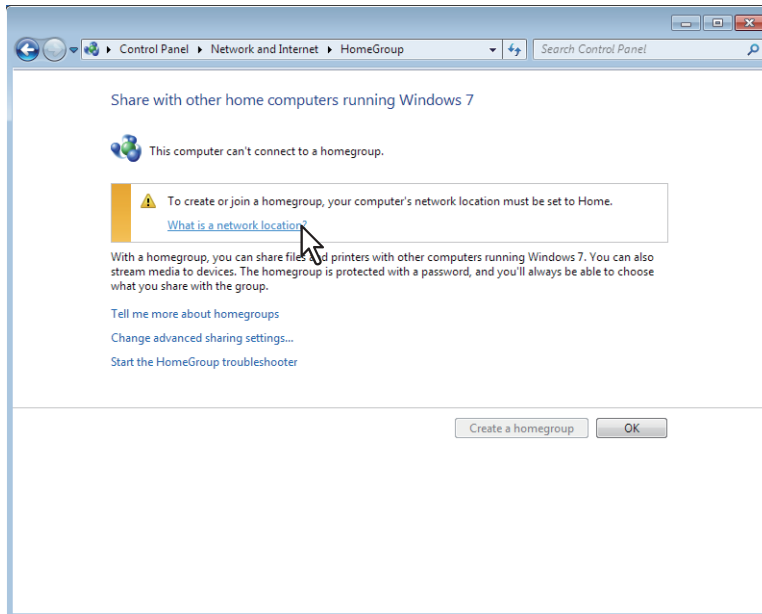 Control Panel Network and Internet HomeGroup
Search Control Panel
Share with other home computers running Windows 7
This computer can't connect to a homegroup.
To create or join a homegroup, your computer's network location must be set to Home.
What is a network location?
With a homegroup, you can share files and printers with other computers running Windows 7. You can also
stream media to devices. The homegroup is protected with a password, and you'll always be able to choose
what you share with the group.
Tell me more about homegroups
Change advanced sharing settings...
Start the HomeGroup troubleshooter
Create a homegroup
OK